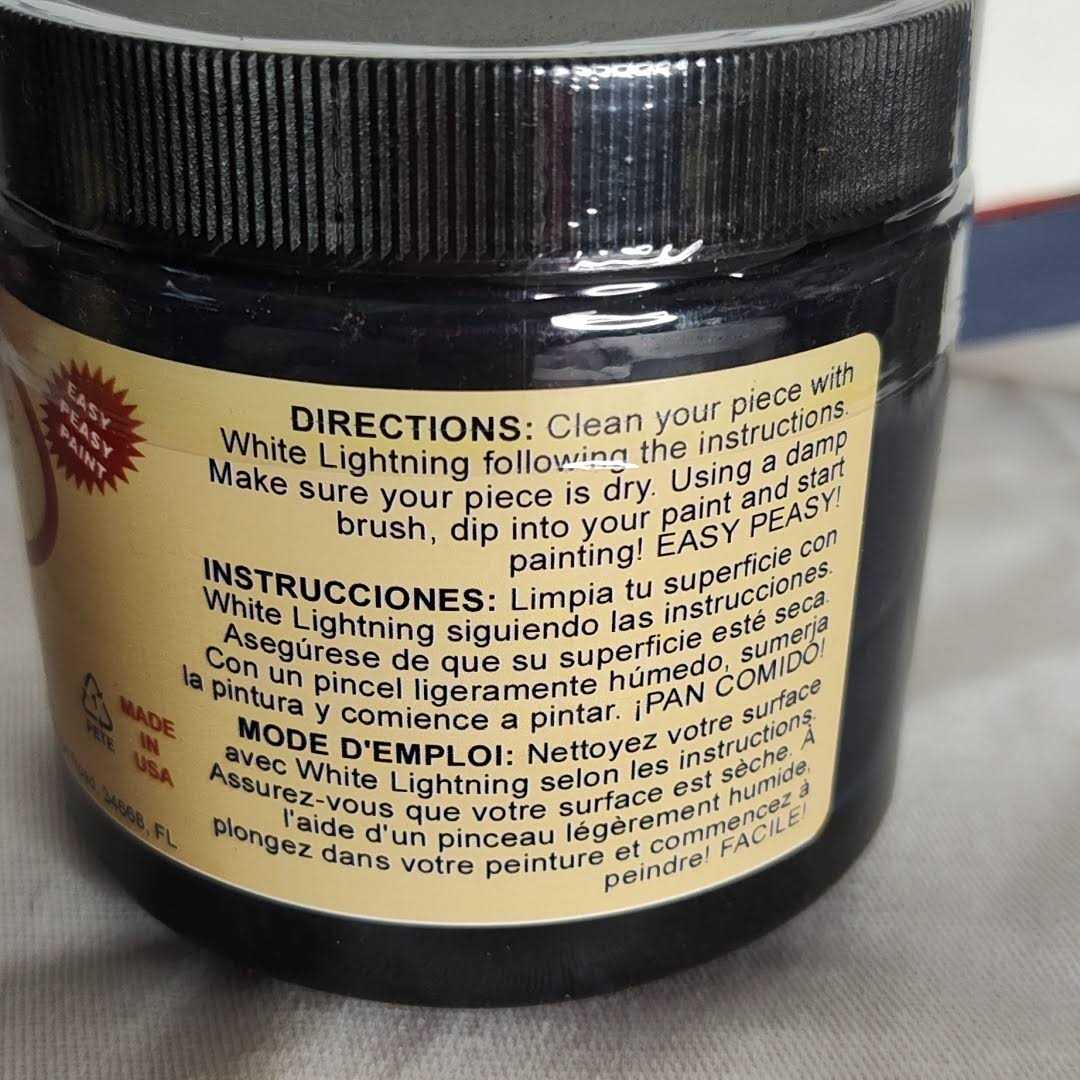 EASY
PEASY
PAINT
DIRECTIONS: Clean your piece with
White Lightning following the instructions.
Make sure your piece is dry. Using a damp
brush, dip into your paint and start
painting! EASY PEASY!
INSTRUCCIONES: Limpia tu superficie con
White Lightning siguiendo las instrucciones.
Asegúrese de que su superficie esté seca.
Con un pincel ligeramente húmedo, sumerja
la pintura y comience a pintar. ¡PAN COMIDO!
MODE D'EMPLOI: Nettoyez votre surface
avec White Lightning selon les instructions.
Assurez-vous que votre surface est sèche. À
l'aide d'un pinceau légèrement humide,
plongez dans votre peinture et commencez à
peindre! FACILE!
PETE
MADE
IN
USA
34668, FL